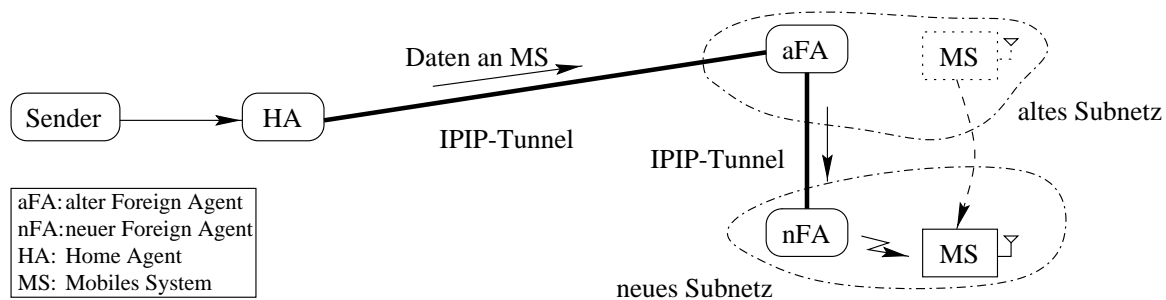 aFA
MS
Daten an MS
altes Subnetz
Sender
HA
IPIP-Tunnel
IPIP-Tunnel
aFA: alter Foreign Agent
nFA: neuer Foreign Agent
HA: Home Agent
MS: Mobiles System
nFA
MS
neues Subnetz